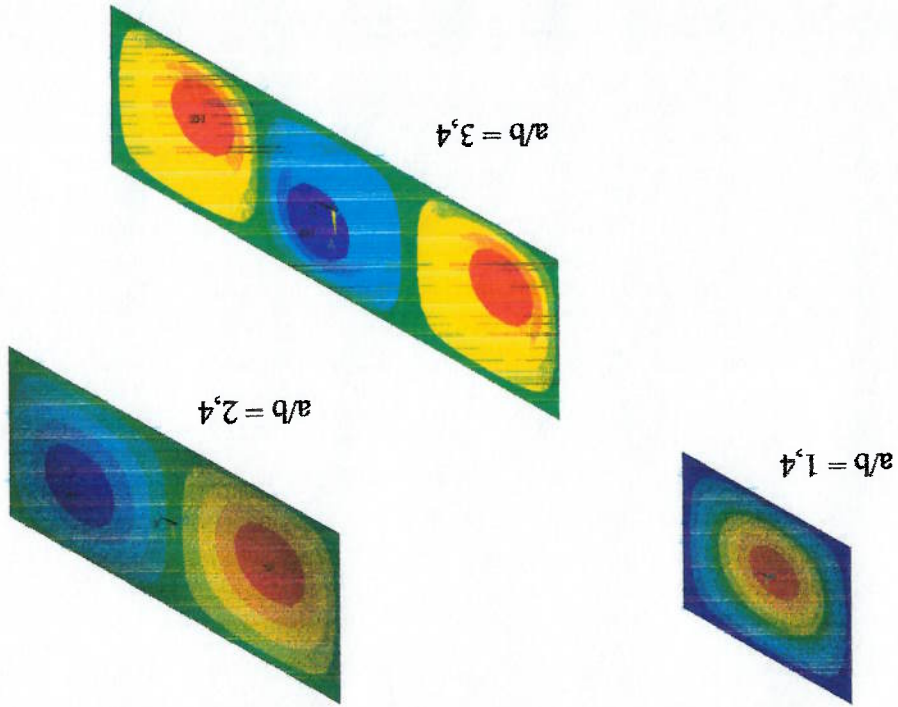 a/b = 1,4
a/b = 2,4
a/b = 3,4